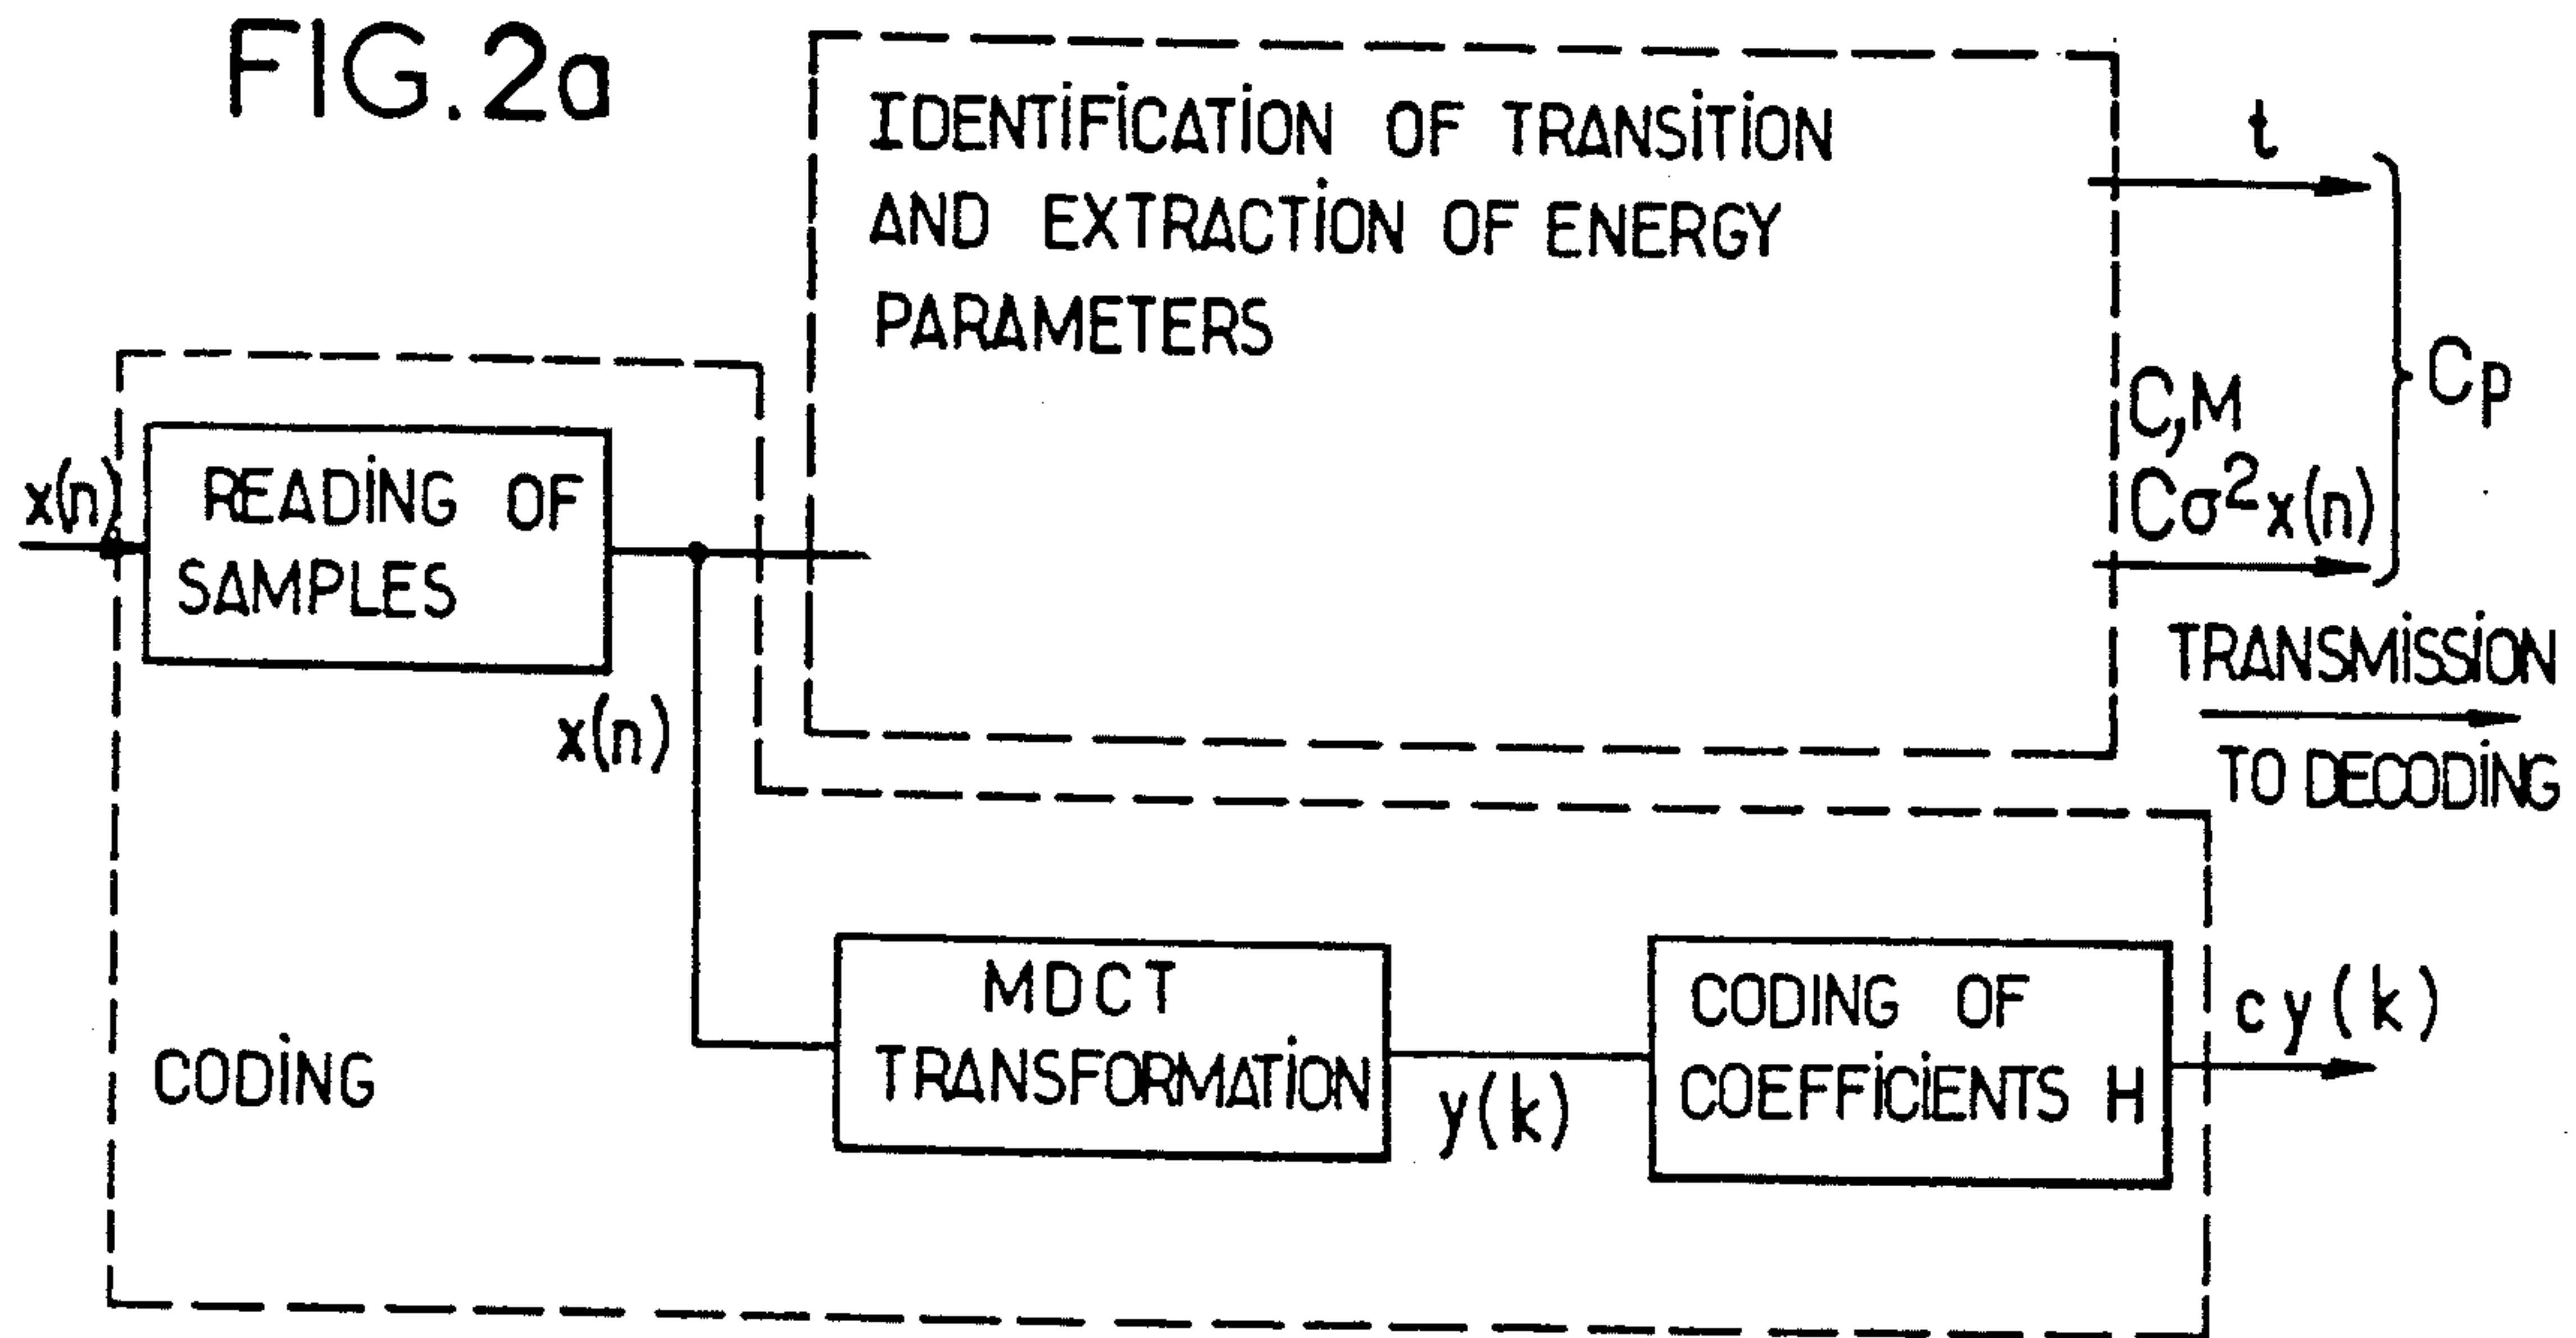 FIG. 2a
IDENTIFICATION OF TRANSITION
AND EXTRACTION OF ENERGY
PARAMETERS
t
C,M
Cσ²x(n)
Cp
x(n)
READING OF
SAMPLES
x(n)
TRANSMISSION
TO DECODING
CODING
MDCT
TRANSFORMATION
y(k)
CODING OF
COEFFICIENTS H
cy(k)